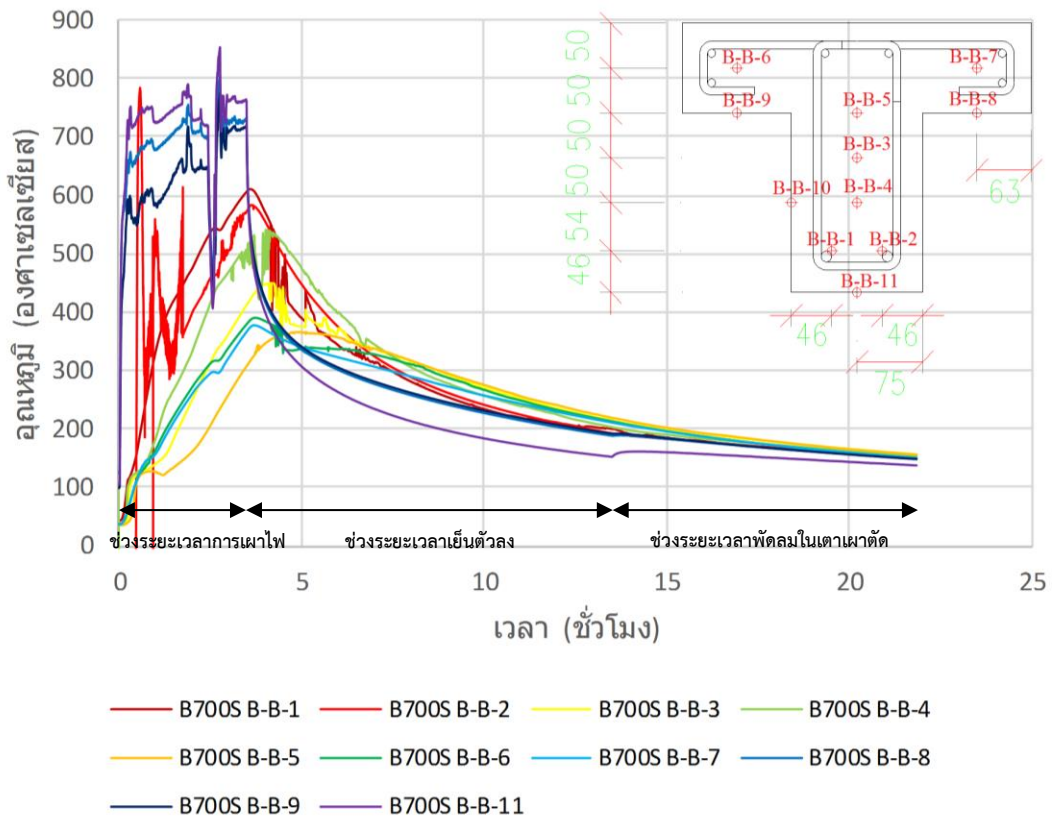 900
800
700
600
500
400
300
200
100
0
อุณหภูมิ (องศาเซลเซียส)
50
50
50
50
54
46
B-B-6
B-B-7
B-B-9
B-B-5
B-B-8
B-B-3
63
B-B-10
B-B-4
B-B-1
B-B-2
B-B-11
46
46
75
ช่วงระยะเวลาการเผาไฟ
ช่วงระยะเวลาเย็นตัวลง
ช่วงระยะเวลาพัดลมในเตาเผาตัด
0 5 10 15 20 25
เวลา (ชั่วโมง)
B700S B-B-1 B700S B-B-2 B700S B-B-3 B700S B-B-4
B700S B-B-5 B700S B-B-6 B700S B-B-7 B700S B-B-8
B700S B-B-9 B700S B-B-11